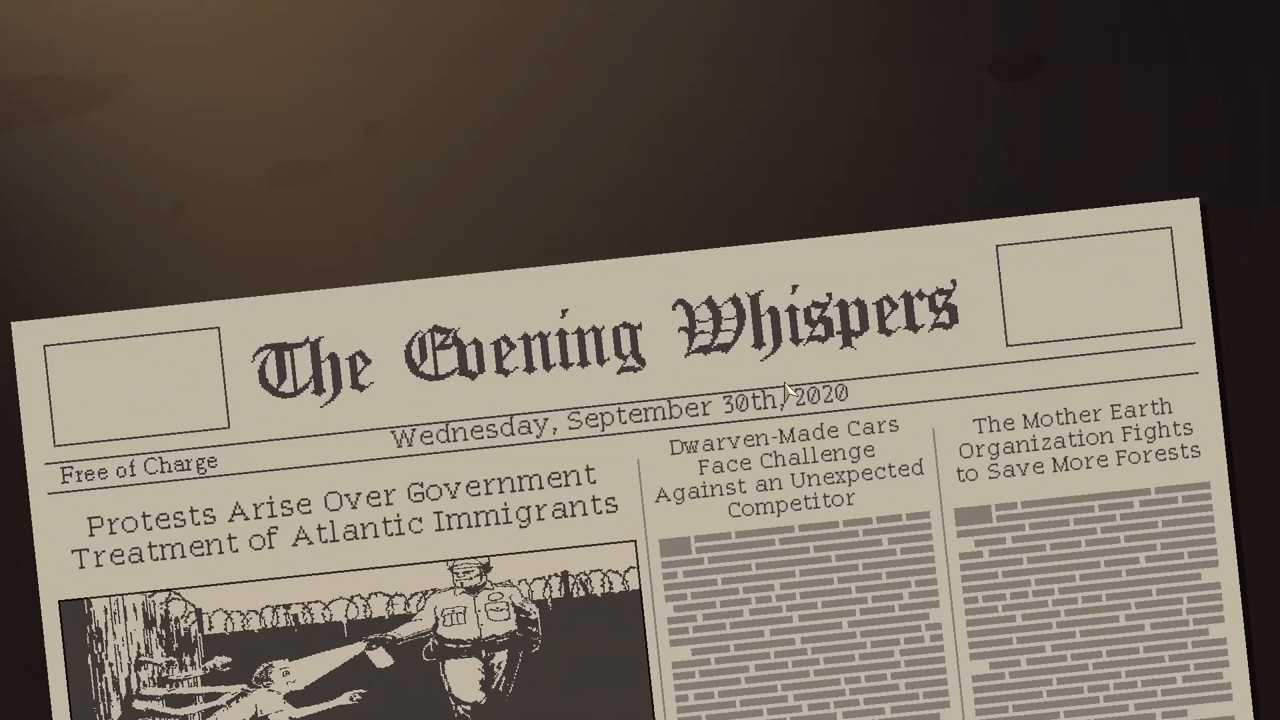 The Evening Whispers
Wednesday, September 30th, 2020
Free of Charge
Protests Arise Over Government
Treatment of Atlantic Immigrants
Dwarven-Made Cars
Face Challenge
Against an Unexpected
Competitor
The Mother Earth
Organization Fights
to Save More Forests